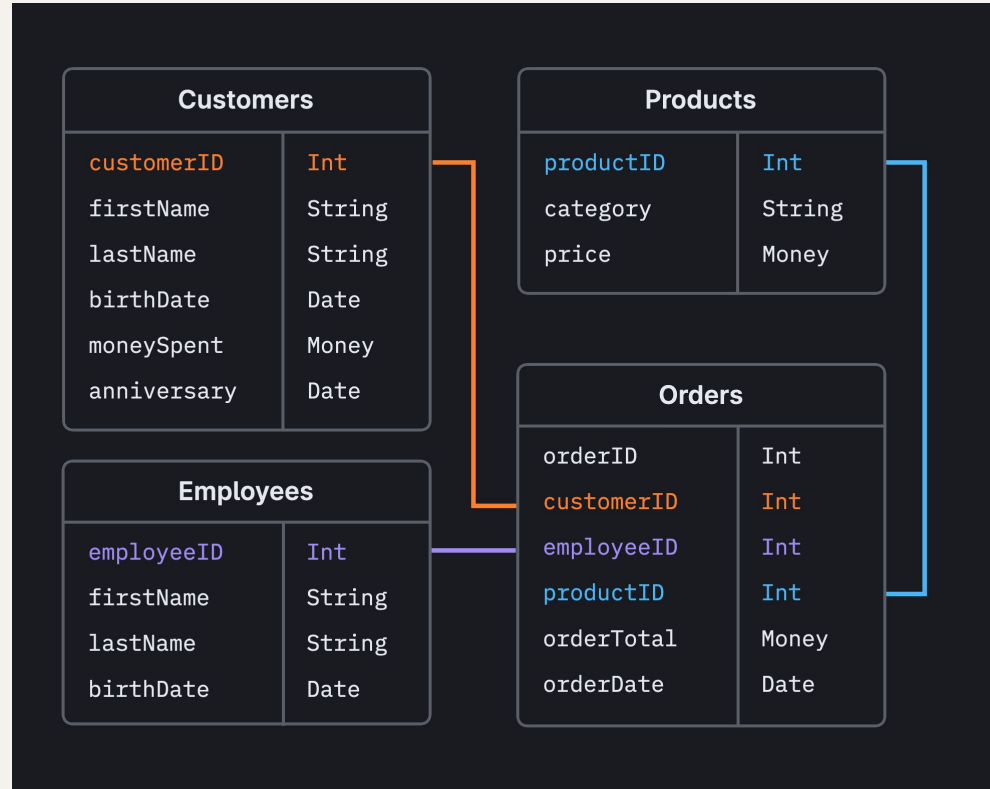 Customers
customerID Int
firstName String
lastName String
birthDate Date
moneySpent Money
anniversary Date
Products
productID Int
category String
price Money
Employees
employeeID Int
firstName String
lastName String
birthDate Date
Orders
orderID Int
customerID Int
employeeID Int
productID Int
orderTotal Money
orderDate Date